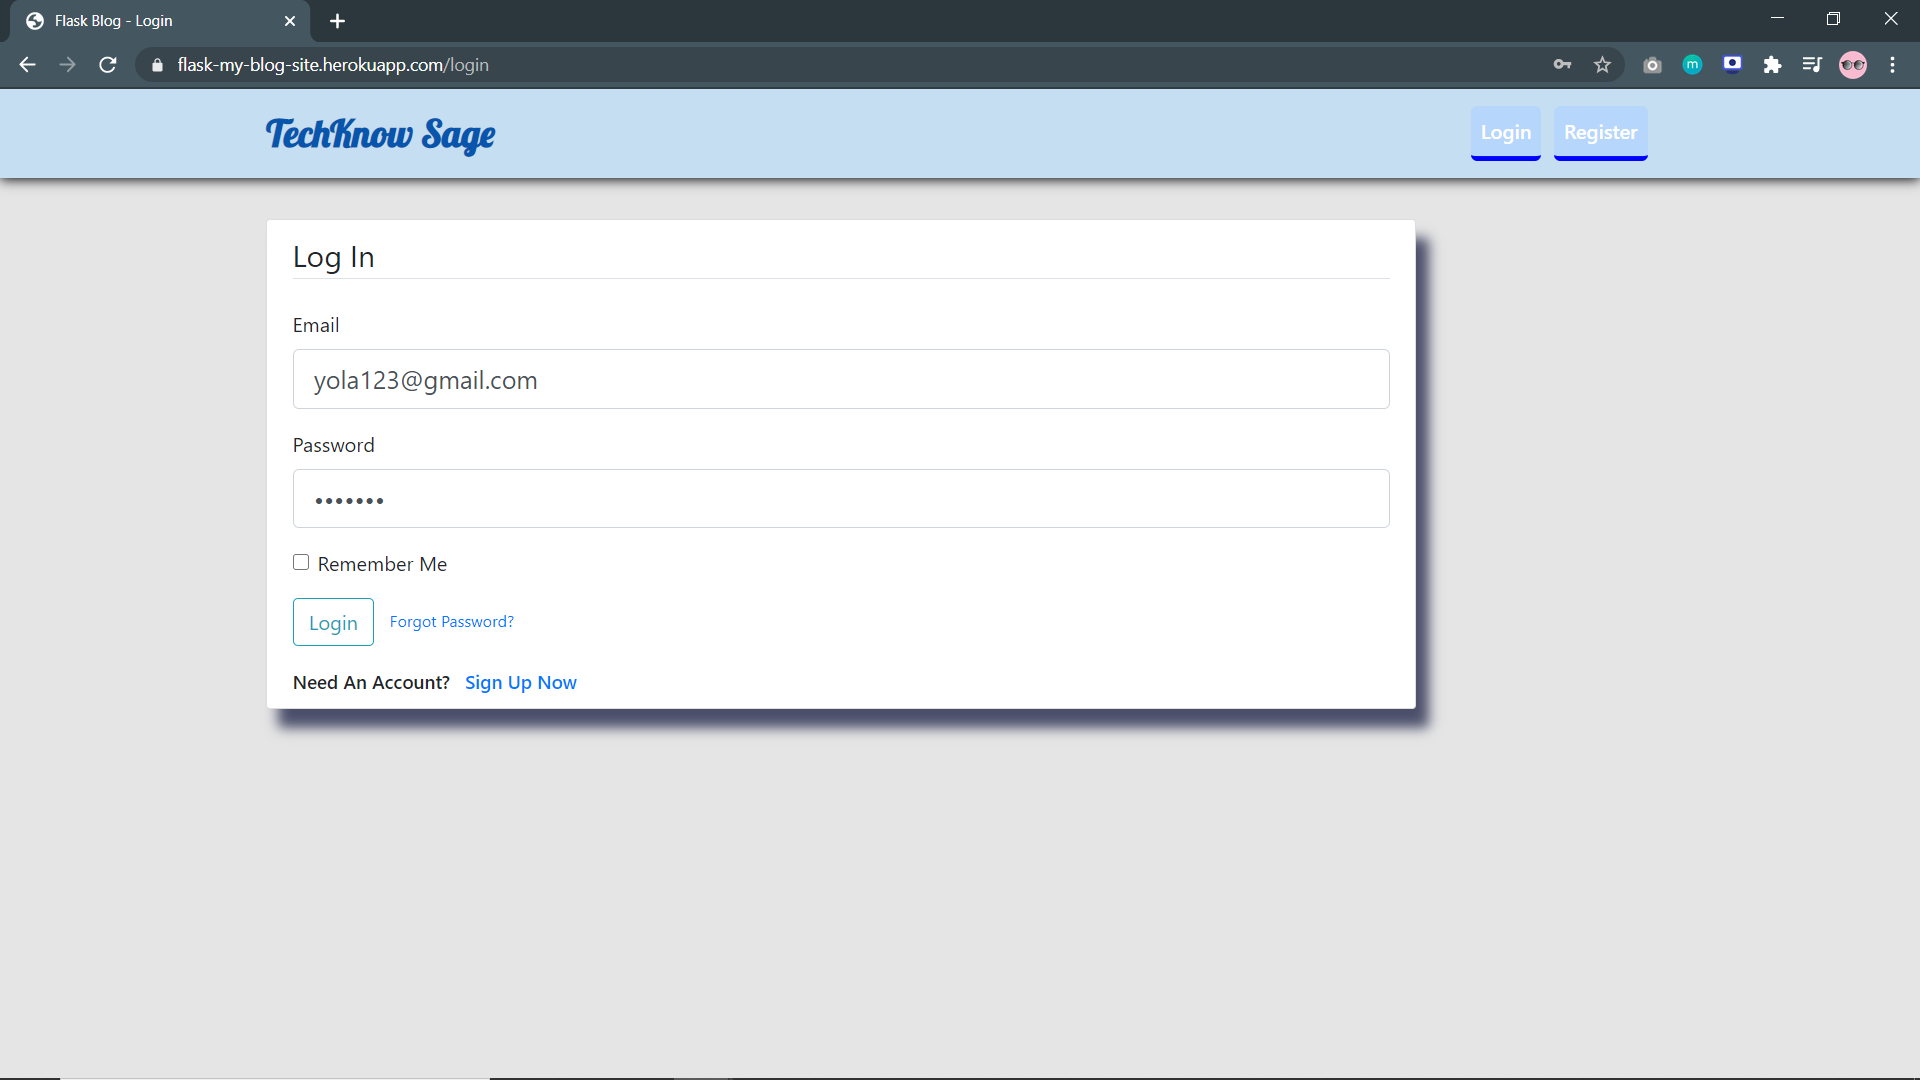 Flask Blog - Login
flask-my-blog-site.herokuapp.com/login
m
TechKnow Sage
Login
Register
Log In
Email
yola123@gmail.com
Password
•••••••
Remember Me
Login
Forgot Password?
Need An Account? Sign Up Now